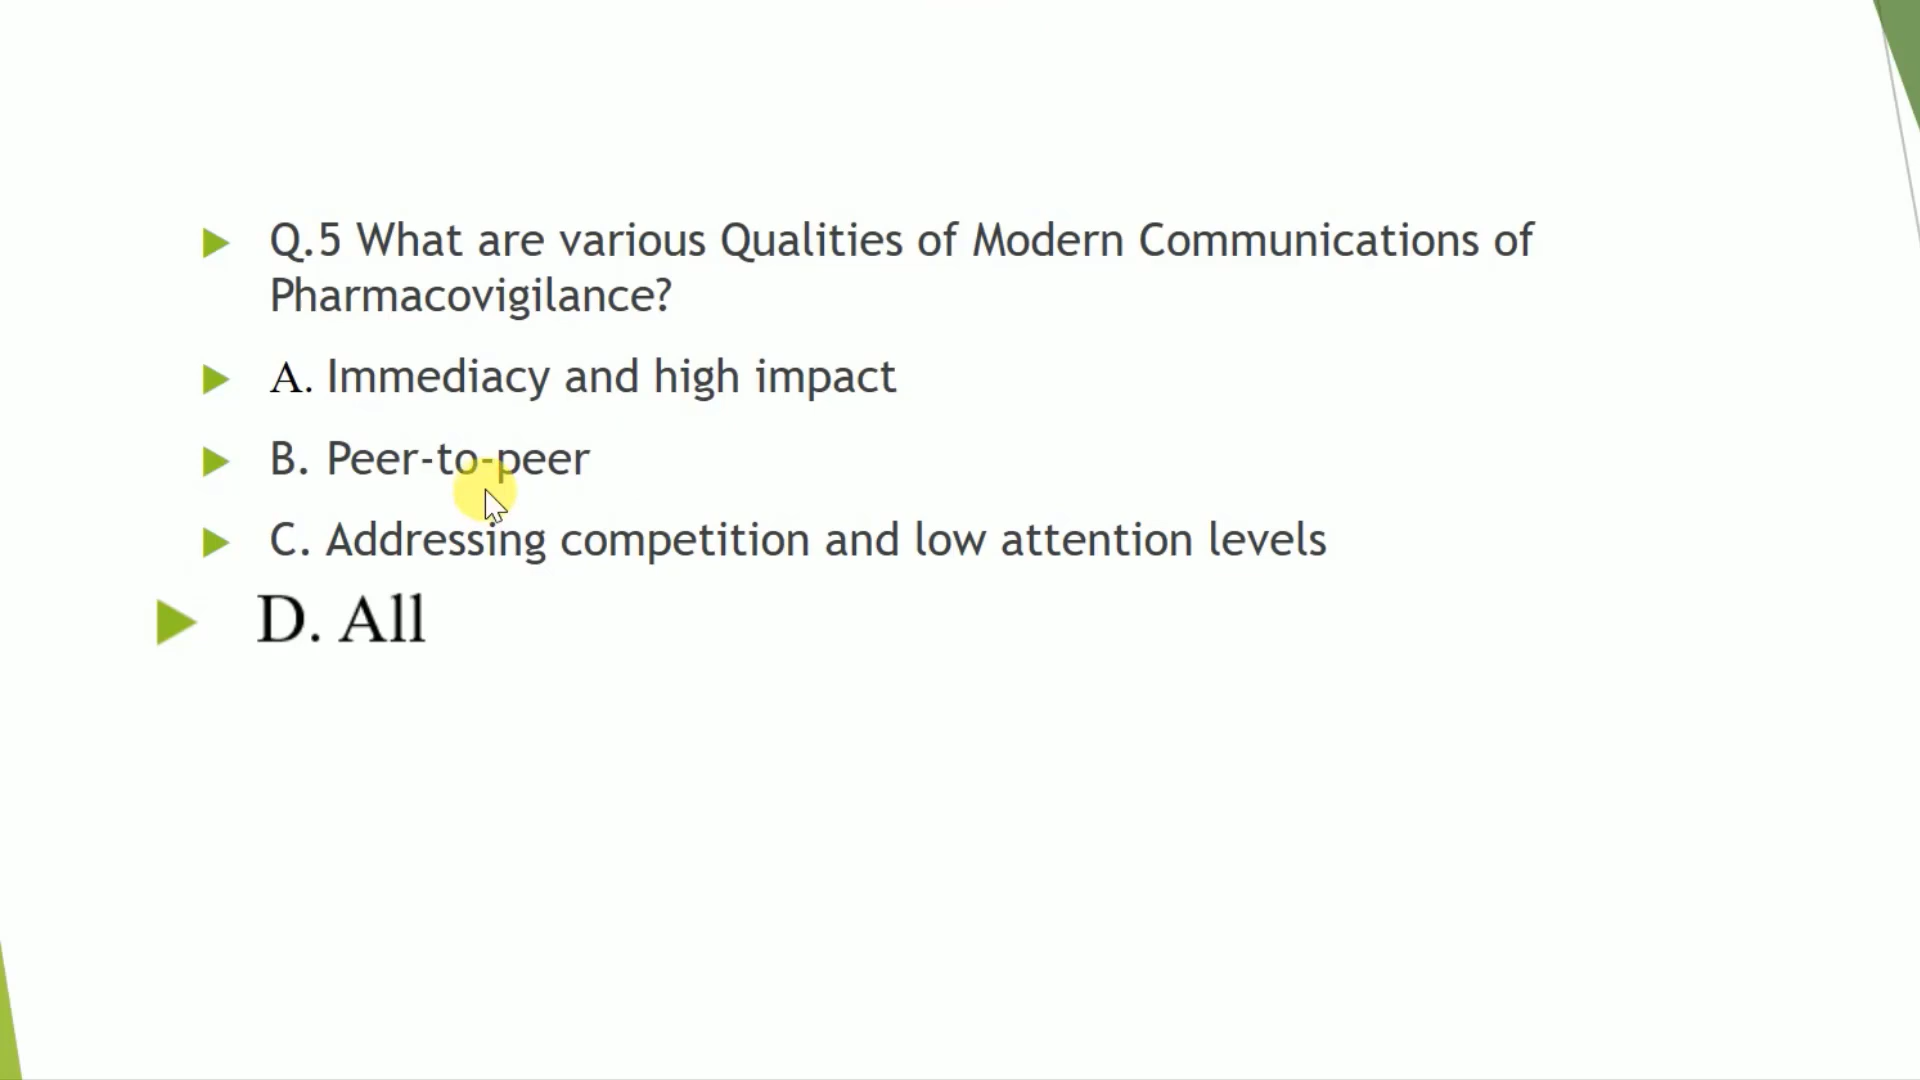 Q.5 What are various Qualities of Modern Communications of
Pharmacovigilance?
A. Immediacy and high impact
B. Peer-to-peer
C. Addressing competition and low attention levels
D. All